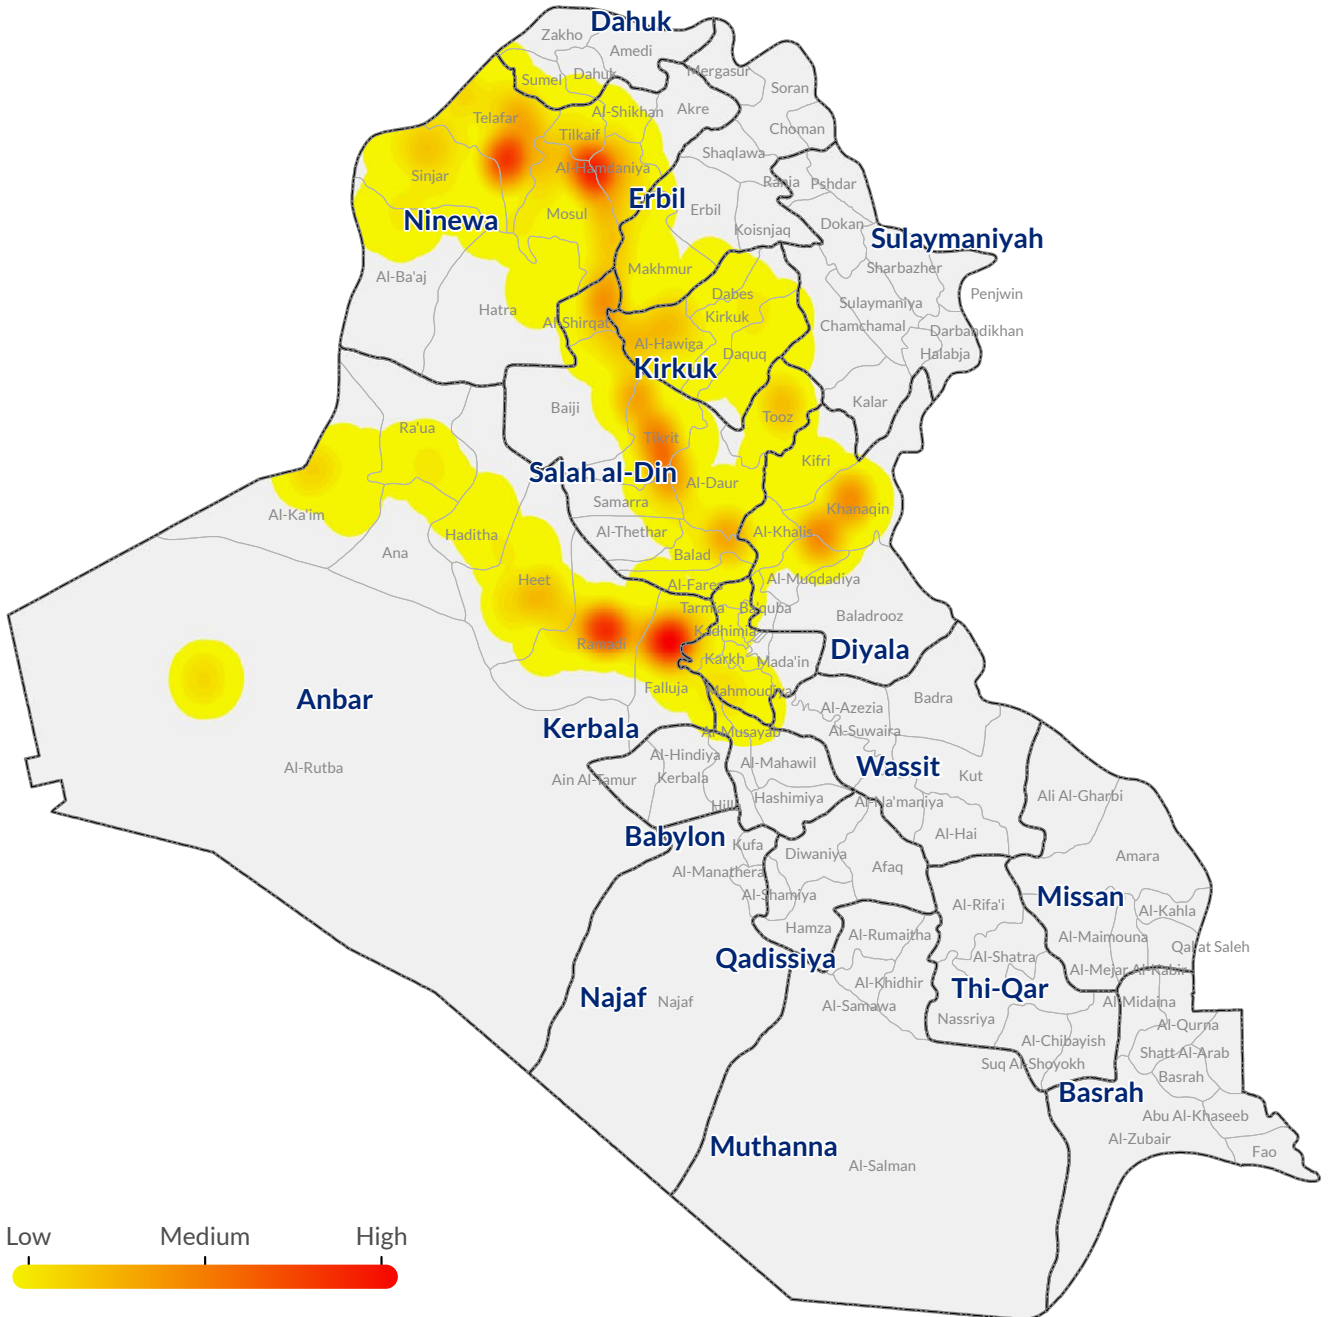 Dahuk
Zakho
Amedi
Sumel
Dahuk
Mergasur
Soran
Akre
Al-Shikhan
Telafar
Choman
Tilkaif
Shaqlawa
Al-Hamdaniya
Sinjar
Rania
Pshdar
Erbil
Erbil
Mosul
Ninewa
Dokan
Koisnjaq
Sulaymaniyah
Sharbazher
Makhmur
Al-Ba'aj
Dabes
Penjwin
Sulaymaniya
Hatra
Kirkuk
Al-Shirqat
Chamchamal
Darbandikhan
Al-Hawiga
Daquq
Halabja
Kirkuk
Baiji
Kalar
Tooz
Ra'ua
Tikrit
Kifri
Salah al-Din
Al-Daur
Samarra
Khanaqin
Al-Ka'im
Al-Thethar
Al-Khalis
Haditha
Ana
Balad
Heet
Al-Fares
Al-Muqdadiya
Tarmia
Ba'quba
Baladrooz
Kadhimia
Ramadi
Diyala
Karkh
Mada'in
Falluja
Mahmoudiya
Anbar
Badra
Al-Azezia
Kerbala
Al-Musayab
Al-Suwaira
Al-Hindiya
Al-Mahawil
Wassit
Al-Rutba
Ain Al-Tamur
Kerbala
Kut
Hilla
Hashimiya
Al-Na'maniya
Ali Al-Gharbi
Babylon
Kufa
Al-Hai
Diwaniya
Afaq
Amara
Al-Manathera
Al-Shamiya
Missan
Al-Rifa'i
Al-Kahla
Hamza
Al-Rumaitha
Al-Maimouna
Qal'at Saleh
Qadissiya
Al-Shatra
Al-Mejar Al-Kabir
Al-Khidhir
Thi-Qar
Najaf
Najaf
Al-Samawa
Al-Midaina
Nassriya
Al-Qurna
Al-Chibayish
Shatt Al-Arab
Suq Al-Shoyokh
Basrah
Basrah
Abu Al-Khaseeb
Al-Zubair
Muthanna
Fao
Al-Salman
Low
Medium
High